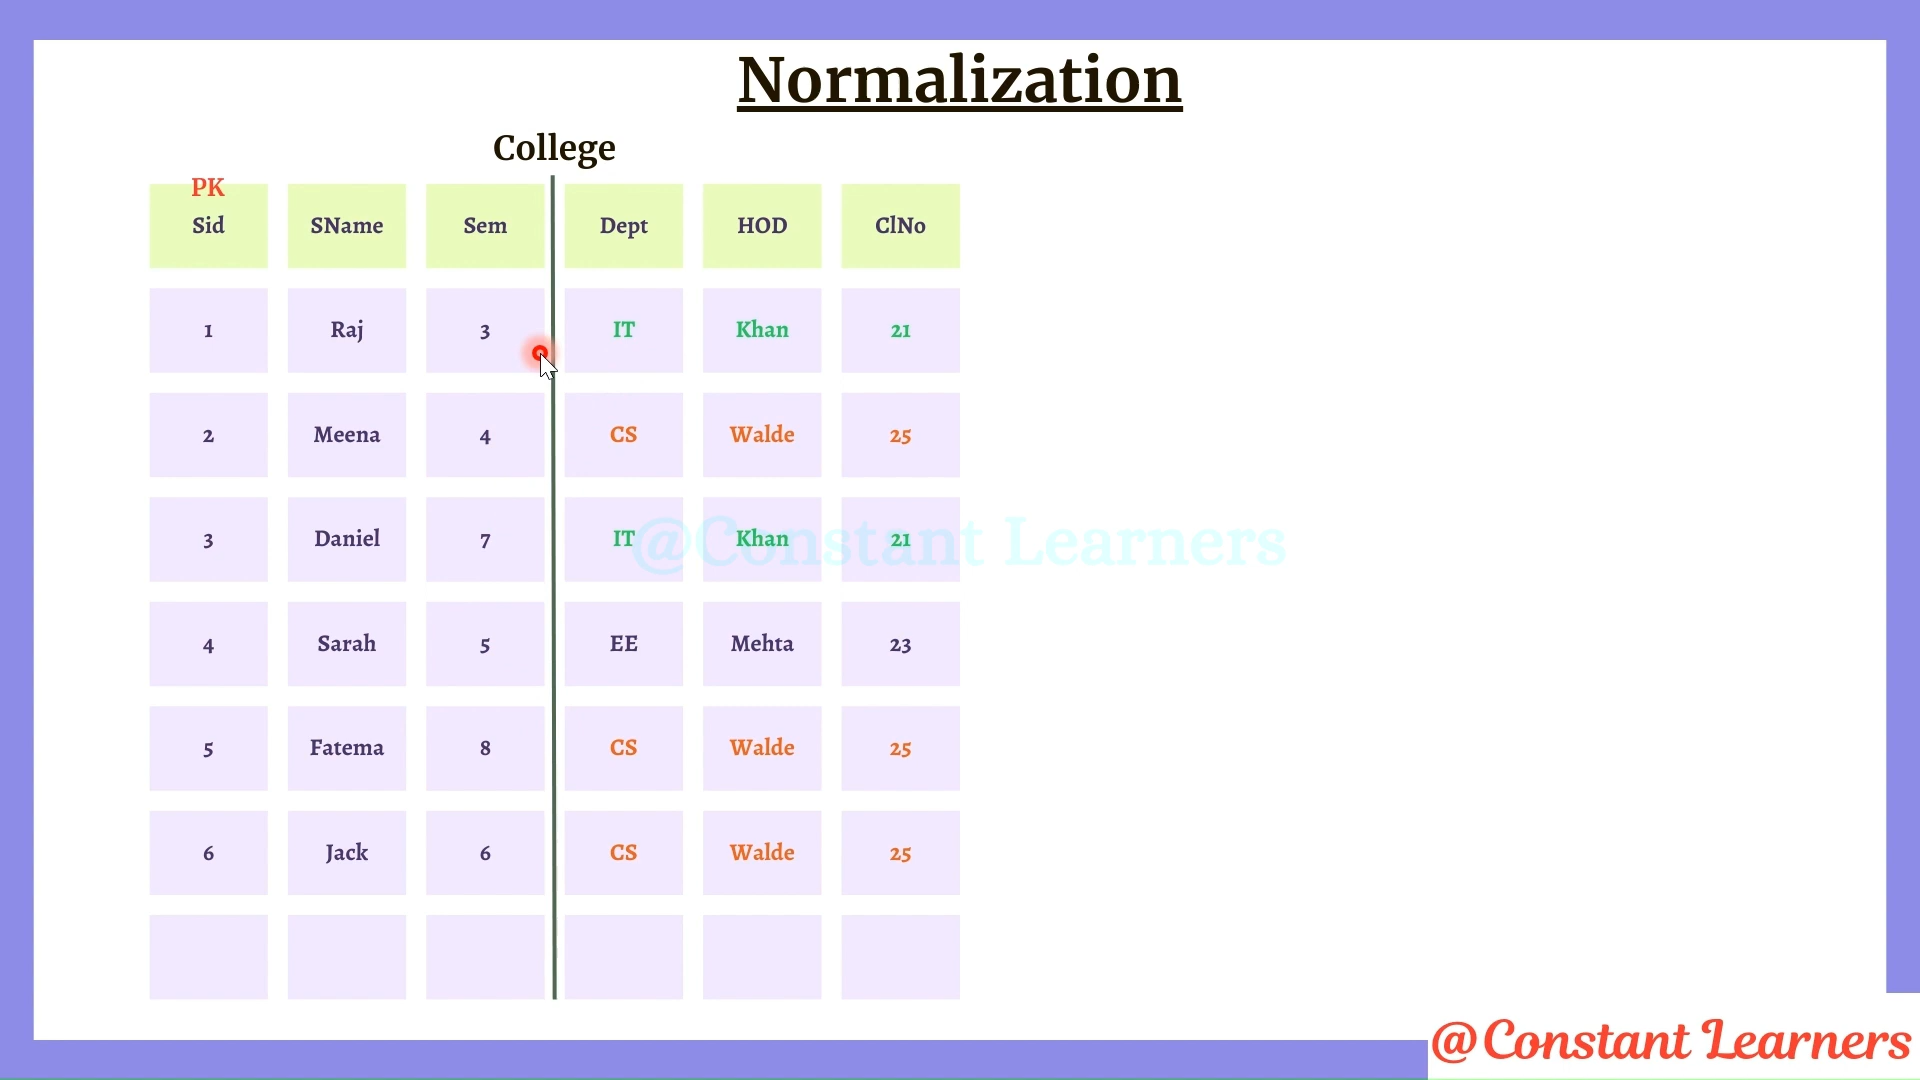 Normalization
College
PK
Sid SName Sem Dept HOD ClNo
1 Raj 3 IT Khan 21
2 Meena 4 CS Walde 25
3 Daniel 7 IT Khan 21
@Constant Learners
4 Sarah 5 EE Mehta 23
5 Fatema 8 CS Walde 25
6 Jack 6 CS Walde 25
@Constant Learners